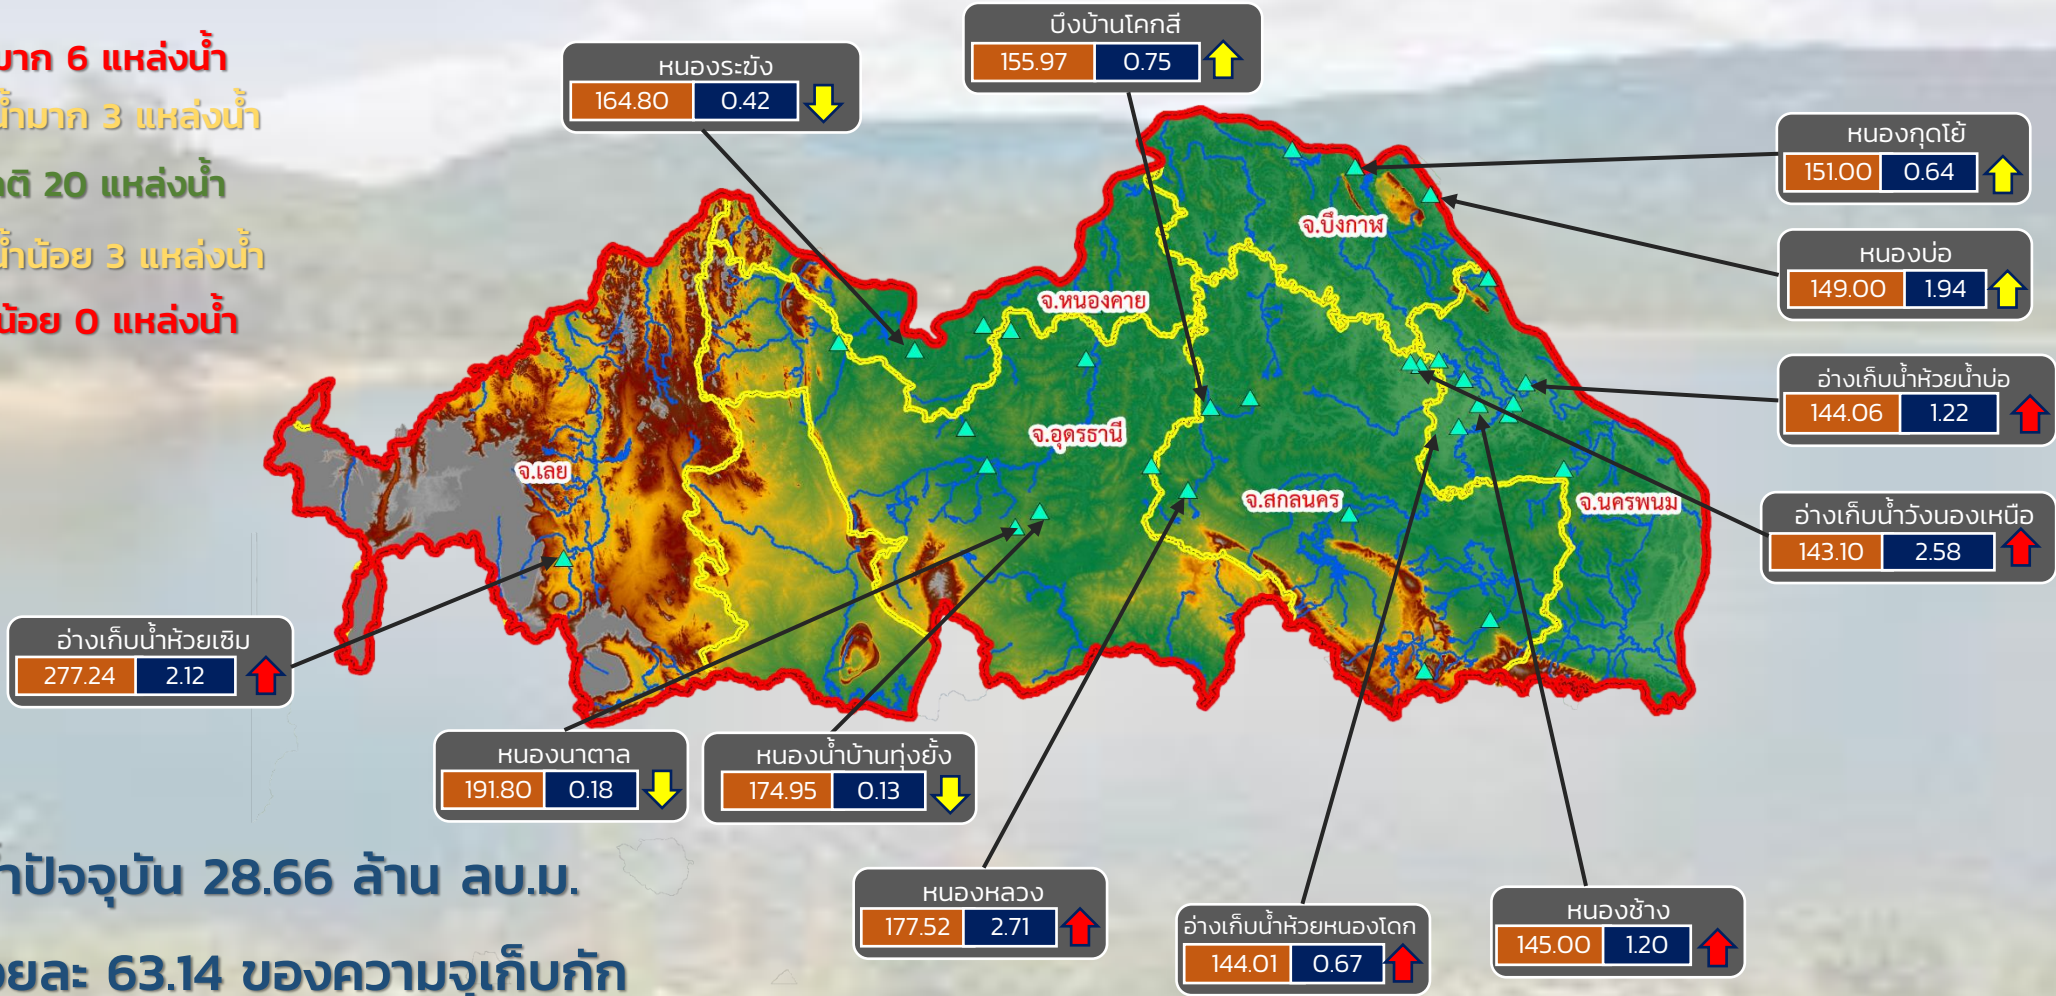 มาก 6 แหล่งน้ำ
น้ำมาก 3 แหล่งน้ำ
20 แหล่งน้ำ
น้ำน้อย 3 แหล่งน้ำ
น้อย 0 แหล่งน้ำ
หนองระฆัง
164.80 0.42
บึงบ้านโคกสี
155.97 0.75
หนองกุดโย้
151.00 0.64
หนองบ่อ
149.00 1.94
อ่างเก็บน้ำห้วยน้ำบ่อ
144.06 1.22
อ่างเก็บน้ำวังนองเหนือ
143.10 2.58
จ.บึงกาฬ
จ.หนองคาย
จ.อุดรธานี
จ.เลย
จ.สกลนคร
จ.นครพนม
อ่างเก็บน้ำห้วยเซิม
277.24 2.12
หนองนาตาล
191.80 0.18
หนองน้ำบ้านทุ่งยั้ง
174.95 0.13
หนองหลวง
177.52 2.71
อ่างเก็บน้ำห้วยหนองโดก
144.01 0.67
หนองช้าง
145.00 1.20
ปัจจุบัน 28.66 ล้าน ลบ.ม.
ละ 63.14 ของความจุเก็บกัก